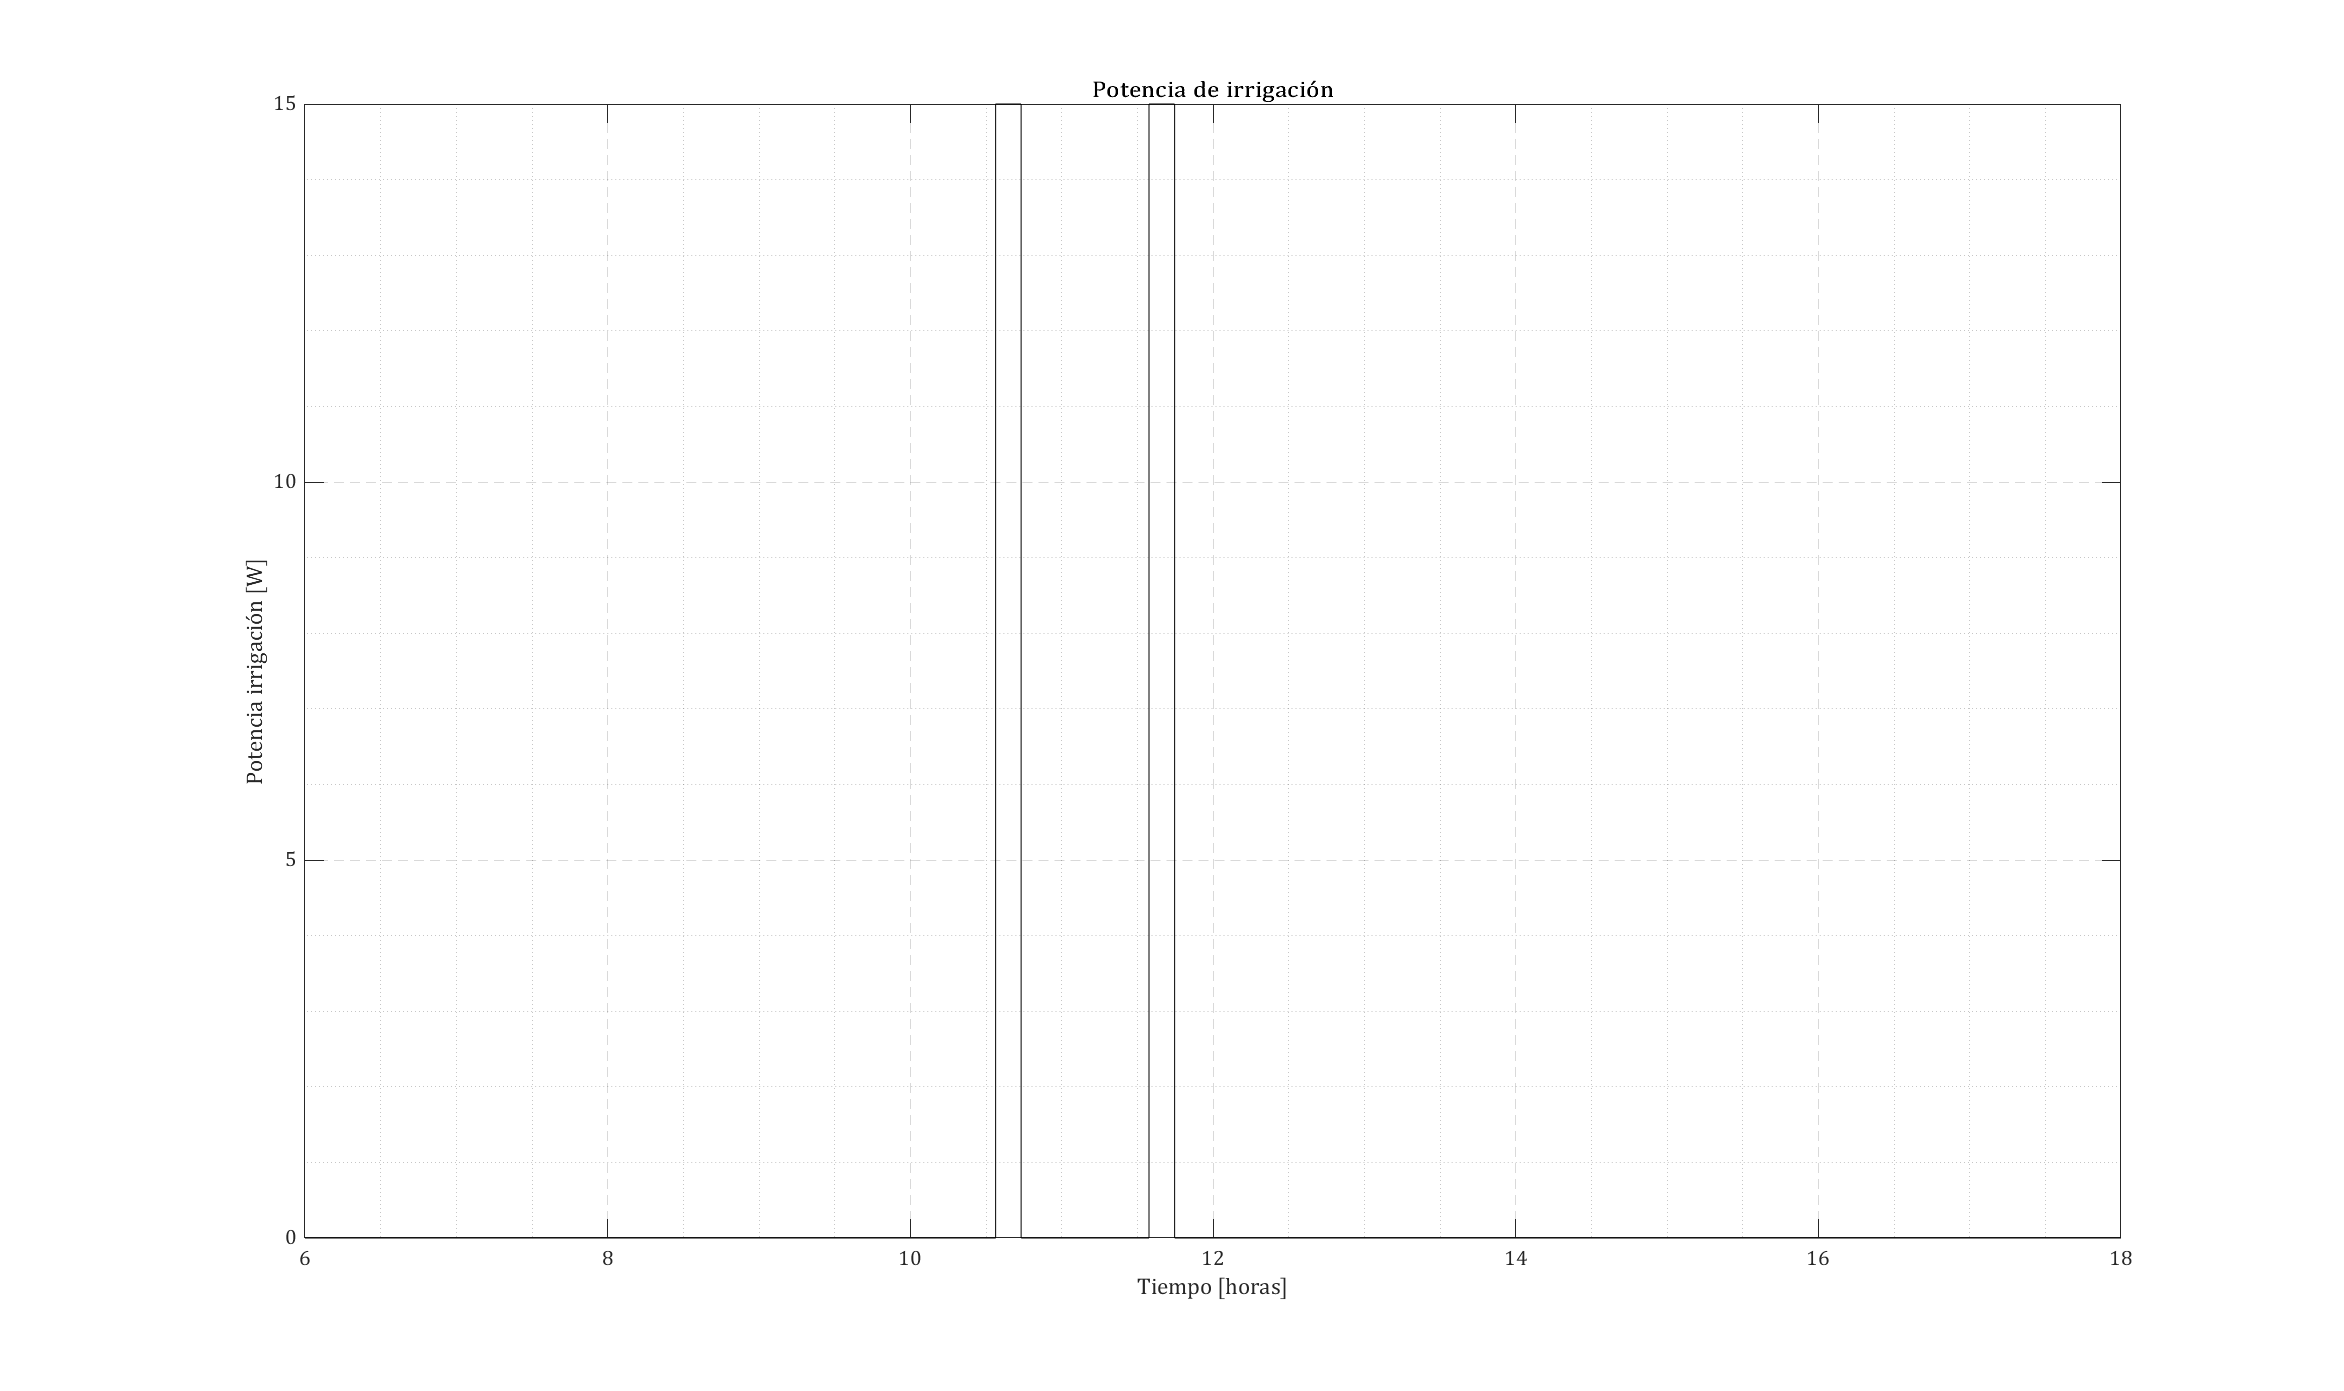 Potencia de irrigación
15
10
5
0
Potencia irrigación [W]
6 8 10 12 14 16 18
Tiempo [horas]